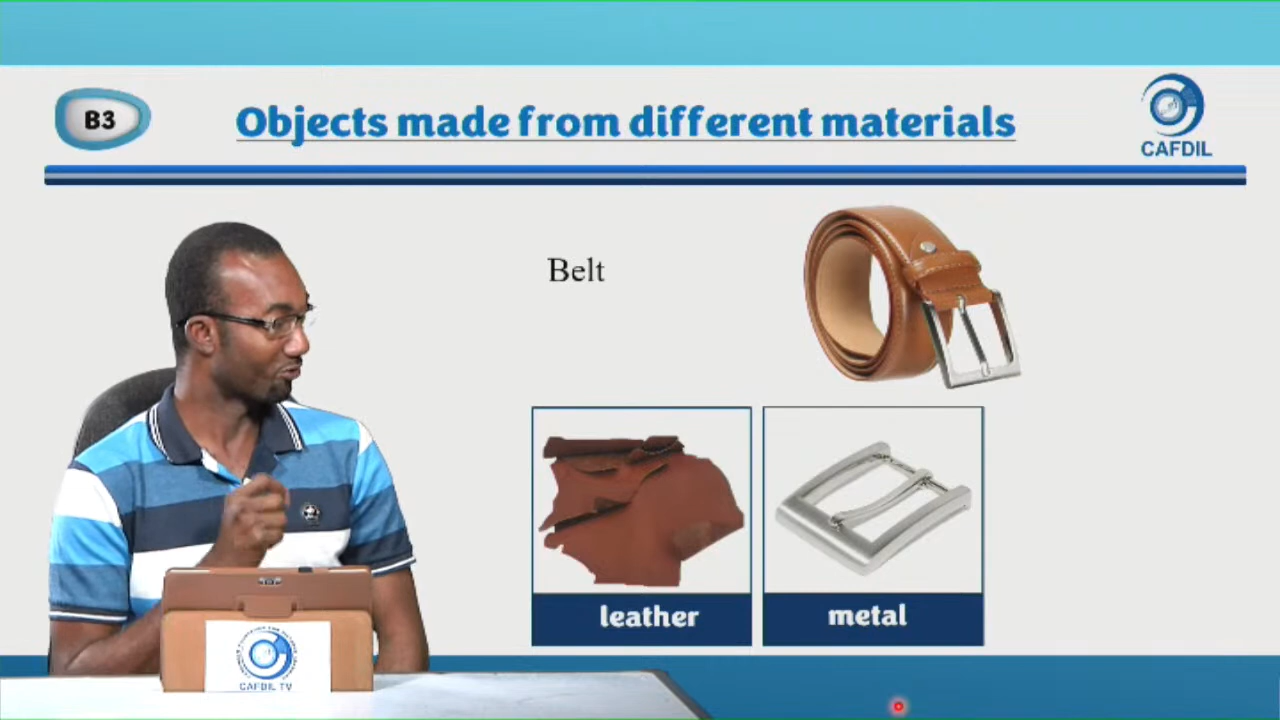 B3
Objects made from different materials
CAFDIL
Belt
leather
metal
CAFDIL TV